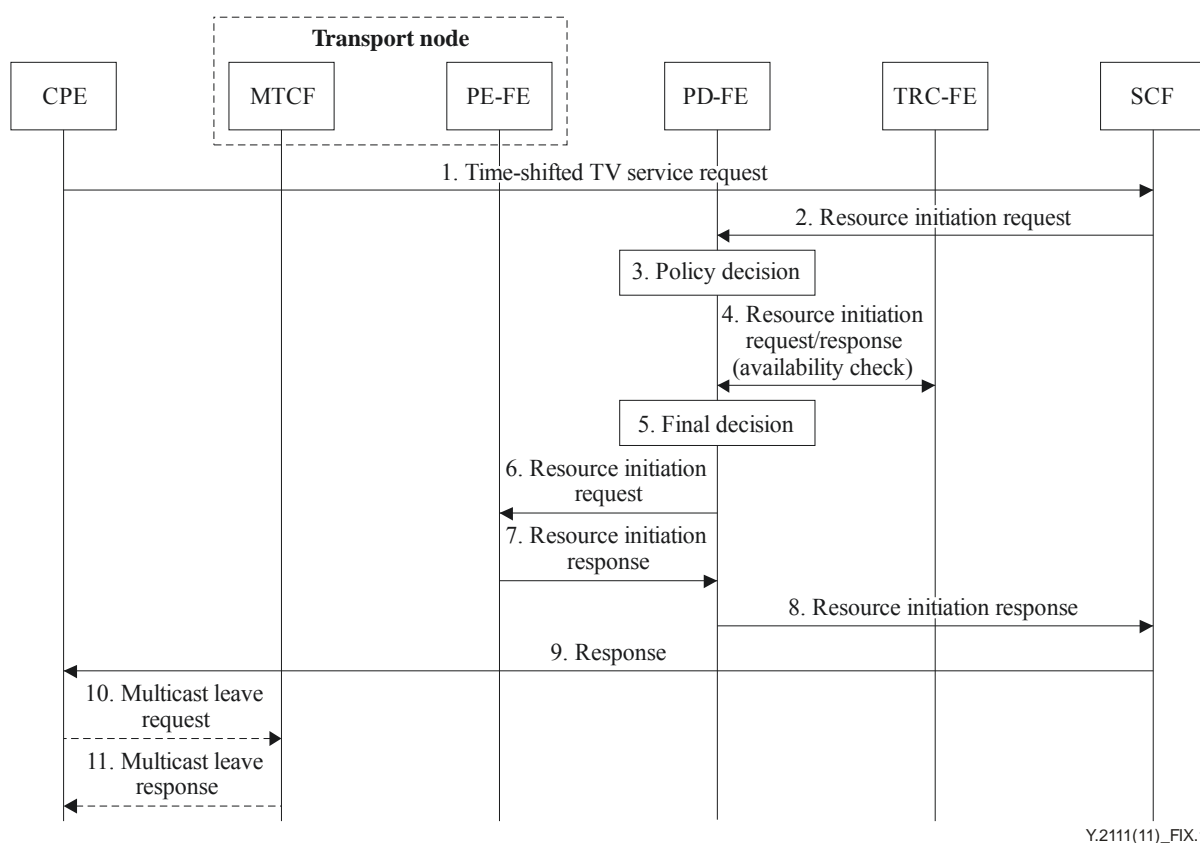 Transport node
CPE
MTCF
PE-FE
PD-FE
TRC-FE
SCF
1. Time-shifted TV service request
2. Resource initiation request
3. Policy decision
4. Resource initiation
request/response
(availability check)
5. Final decision
6. Resource initiation
request
7. Resource initiation
response
8. Resource initiation response
9. Response
10. Multicast leave
request
11. Multicast leave
response
Y.2111(11)_FIX.